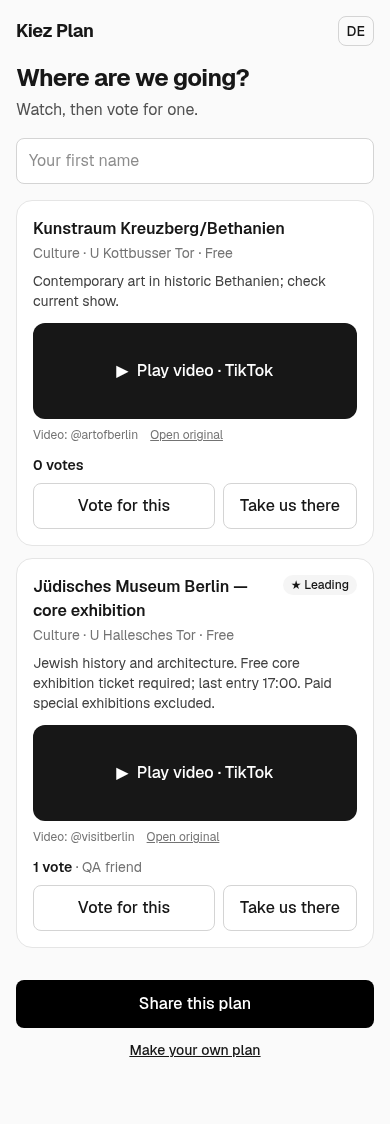 Kiez Plan
DE
Where are we going?
Watch, then vote for one.
Your first name
Kunstraum Kreuzberg/Bethanien
Culture · U Kottbusser Tor · Free
Contemporary art in historic Bethanien; check
current show.
▶ Play video · TikTok
Video: @artofberlin Open original
0 votes
Vote for this
Take us there
Jüdisches Museum Berlin —
core exhibition
★ Leading
Culture · U Hallesches Tor · Free
Jewish history and architecture. Free core
exhibition ticket required; last entry 17:00. Paid
special exhibitions excluded.
▶ Play video · TikTok
Video: @visitberlin Open original
1 vote · QA friend
Vote for this
Take us there
Share this plan
Make your own plan